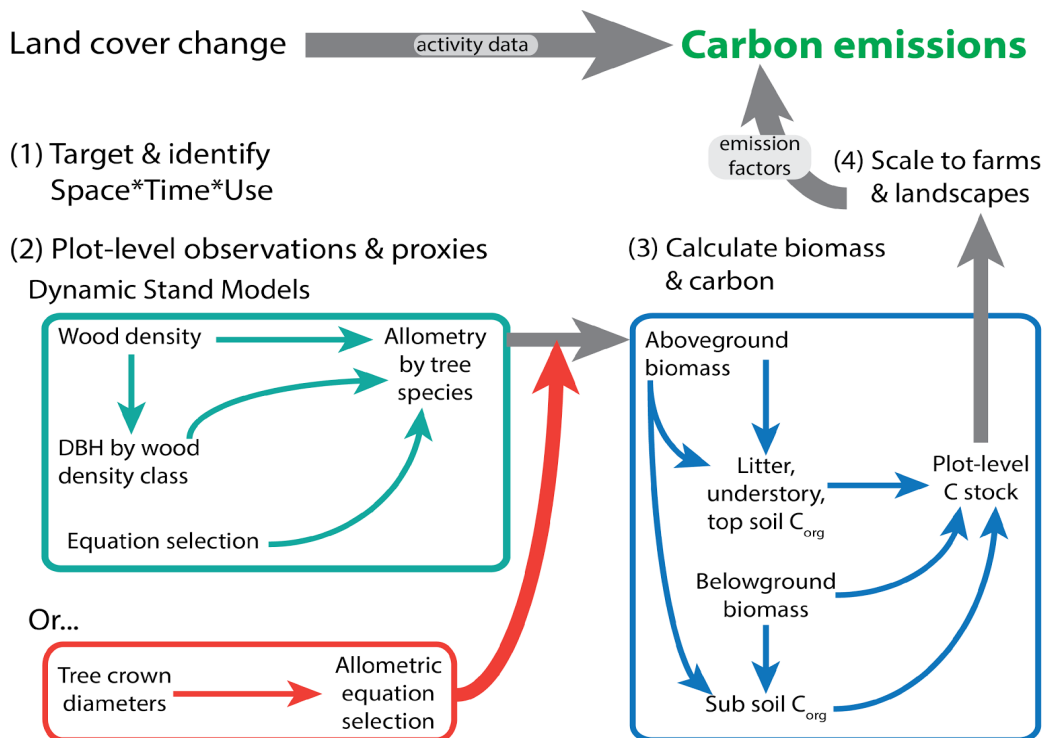 Land cover change
activity data
Carbon emissions
emission
factors
(1) Target & identify
Space*Time*Use
(4) Scale to farms
& landscapes
(2) Plot-level observations & proxies
Dynamic Stand Models
(3) Calculate biomass
& carbon
Wood density
Allometry
by tree
species
DBH by wood
density class
Equation selection
Aboveground
biomass
Litter,
understory,
top soil Corg
Plot-level
C stock
Belowground
biomass
Sub soil Corg
Or...
Tree crown
diameters
Allometric
equation
selection